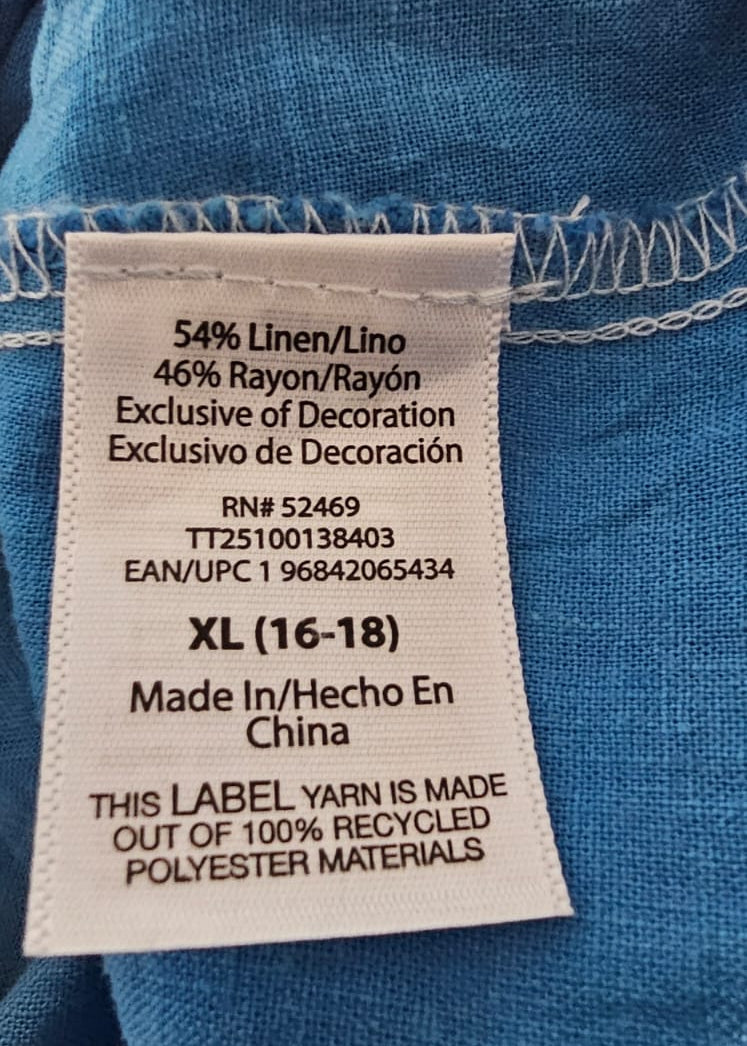 54% Linen/Lino
46% Rayon/Rayón
Exclusive of Decoration
Exclusivo de Decoración
RN# 52469
TT25100138403
EAN/UPC 1 96842065434
XL (16-18)
Made In/Hecho En
China
THIS LABEL YARN IS MADE
OUT OF 100% RECYCLED
POLYESTER MATERIALS